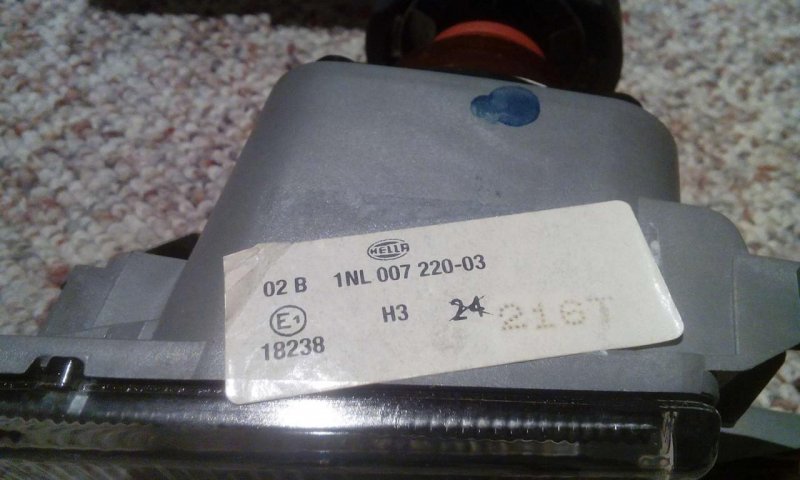 HELLA
02 B 1NL 007 220-03
E1 H3 24 216T
18238